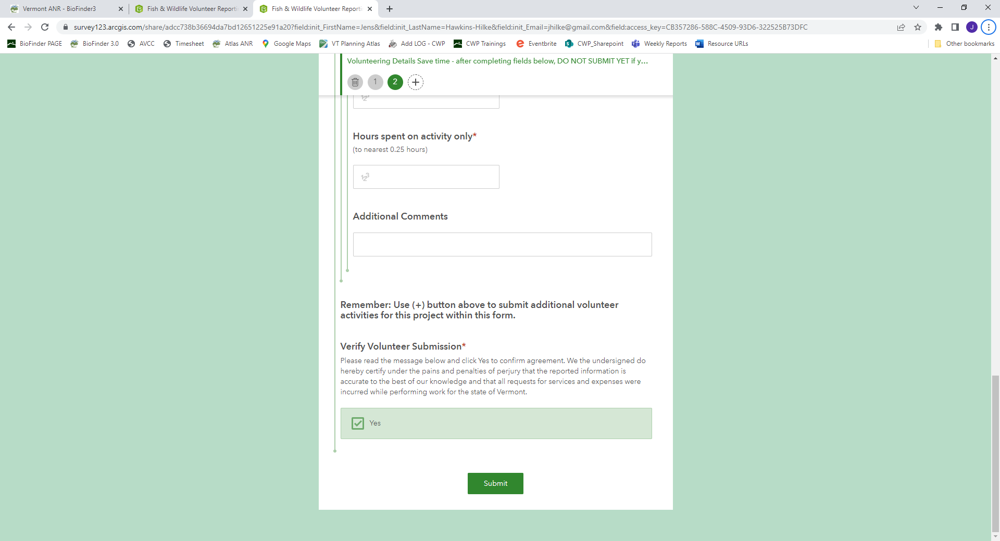 Vermont ANR - BioFinder3
Fish & Wildlife Volunteer Reporti
Fish & Wildlife Volunteer Reporti
survey123.arcgis.com/share/adcc738b36694da7bd12651225e91a20?field:init_FirstName=Jens&field:init_LastName=Hawkins-Hilke&field:init_Email=jhilke@gmail.com&field:access_key=CB357286-588C-4509-93D6-322525B73DFC
J
BioFinder PAGE
BioFinder 3.0
AVCC
Timesheet
Atlas ANR
Google Maps
VT Planning Atlas
Add LOG - CWP
CWP Trainings
Eventbrite
CWP_Sharepoint
Weekly Reports
Resource URLs
Other bookmarks
Volunteering Details Save time - after completing fields below, DO NOT SUBMIT YET if y...
1
2
Hours spent on activity only*
(to nearest 0.25 hours)
123
Additional Comments
Remember: Use (+) button above to submit additional volunteer
activities for this project within this form.
Verify Volunteer Submission*
Please read the message below and click Yes to confirm agreement. We the undersigned do
hereby certify under the pains and penalties of perjury that the reported information is
accurate to the best of our knowledge and that all requests for services and expenses were
incurred while performing work for the state of Vermont.
Yes
Submit